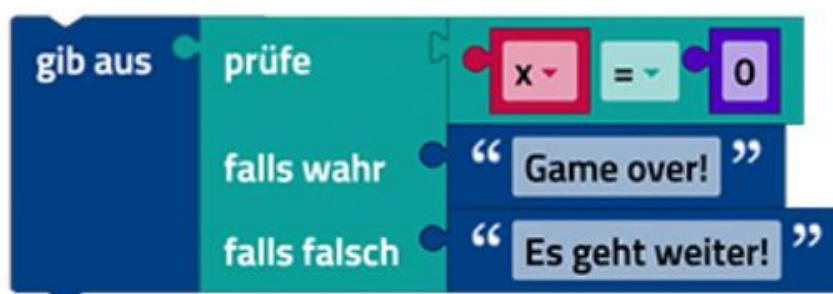 gib aus prüfe x = 0
falls wahr “ Game over! ”
falls falsch “ Es geht weiter! ”